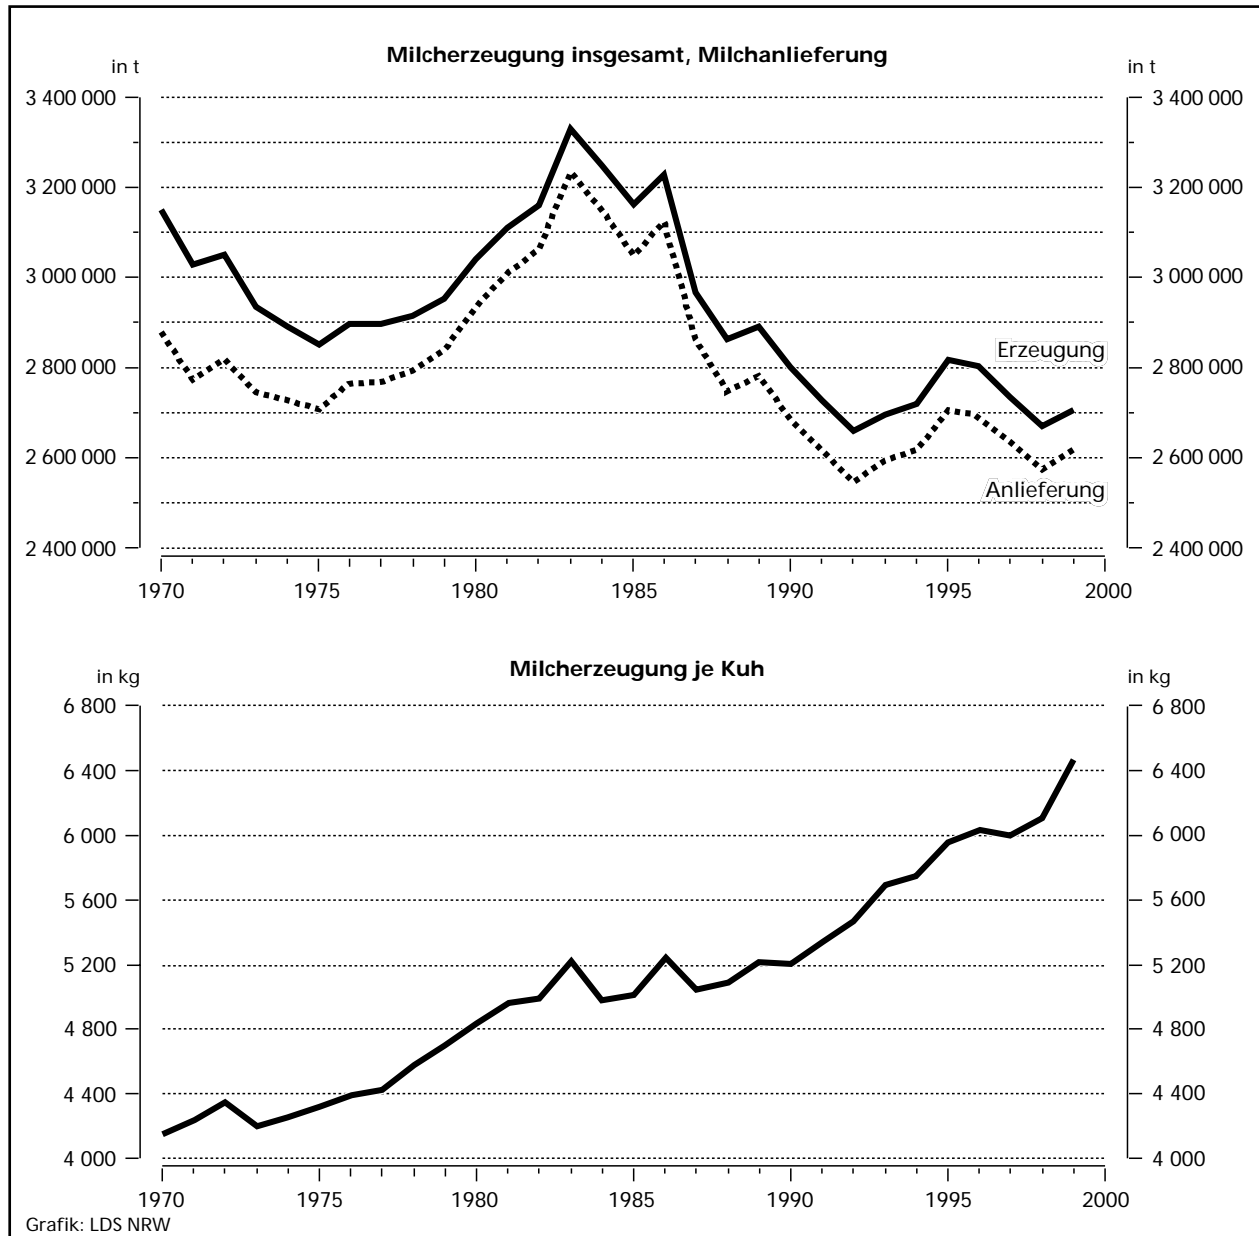 Milcherzeugung insgesamt, Milchanlieferung
in t in t
3 400 000 3 400 000
3 200 000 3 200 000
3 000 000 3 000 000
Erzeugung
2 800 000 2 800 000
2 600 000 2 600 000
Anlieferung
2 400 000 2 400 000
1970 1975 1980 1985 1990 1995 2000
Milcherzeugung je Kuh
in kg in kg
6 800 6 800
6 400 6 400
6 000 6 000
5 600 5 600
5 200 5 200
4 800 4 800
4 400 4 400
4 000 4 000
1970 1975 1980 1985 1990 1995 2000
Grafik: LDS NRW